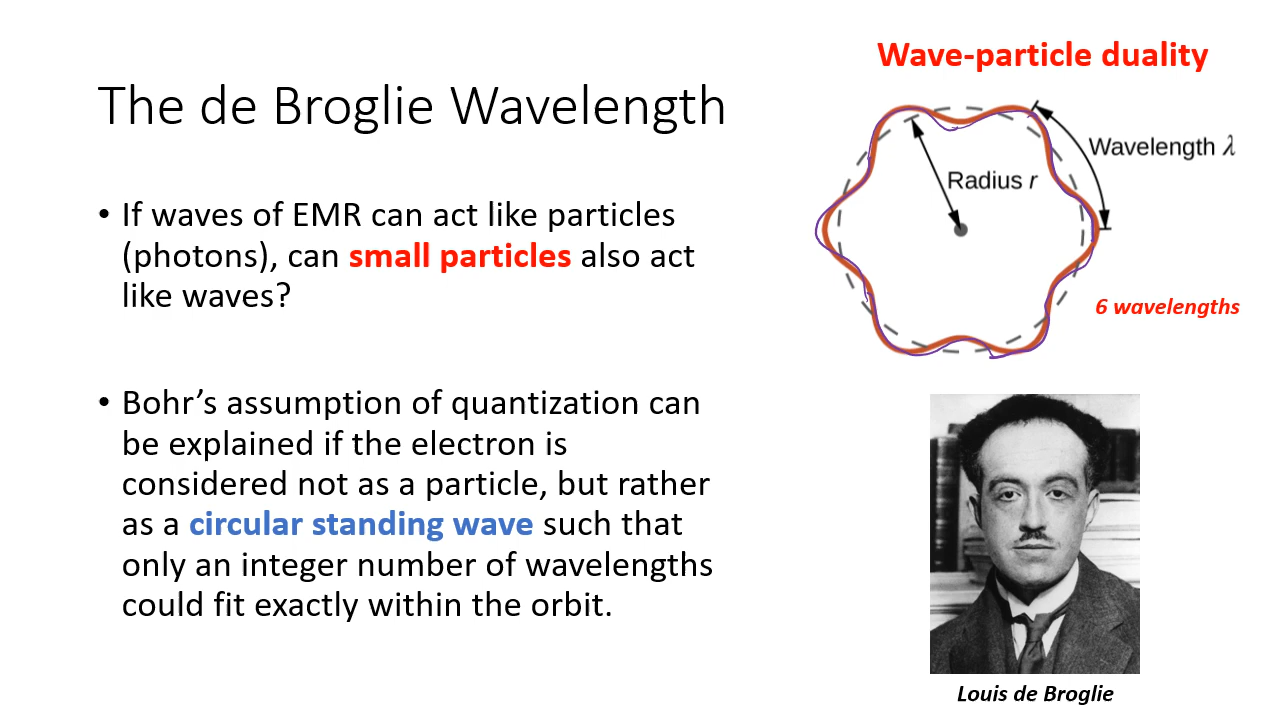 Wave-particle duality
The de Broglie Wavelength
Wavelength λ
Radius r
• If waves of EMR can act like particles
(photons), can small particles also act
like waves?
6 wavelengths
• Bohr’s assumption of quantization can
be explained if the electron is
considered not as a particle, but rather
as a circular standing wave such that
only an integer number of wavelengths
could fit exactly within the orbit.
Louis de Broglie